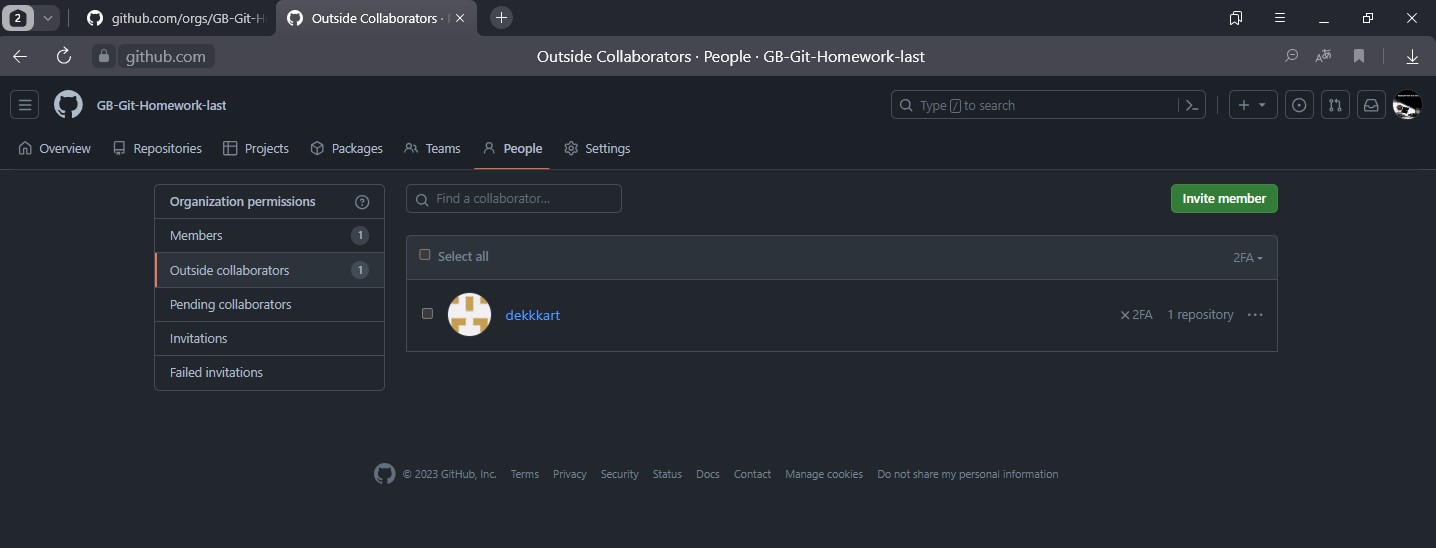 2
github.com/orgs/GB-Git-H
Outside Collaborators ·
github.com
Outside Collaborators · People · GB-Git-Homework-last
GB-Git-Homework-last
Type / to search
Overview
Repositories
Projects
Packages
Teams
People
Settings
Organization permissions
Members 1
Outside collaborators 1
Pending collaborators
Invitations
Failed invitations
Find a collaborator...
Invite member
Select all
2FA
dekkkart
2FA
1 repository
© 2023 GitHub, Inc. Terms Privacy Security Status Docs Contact Manage cookies Do not share my personal information